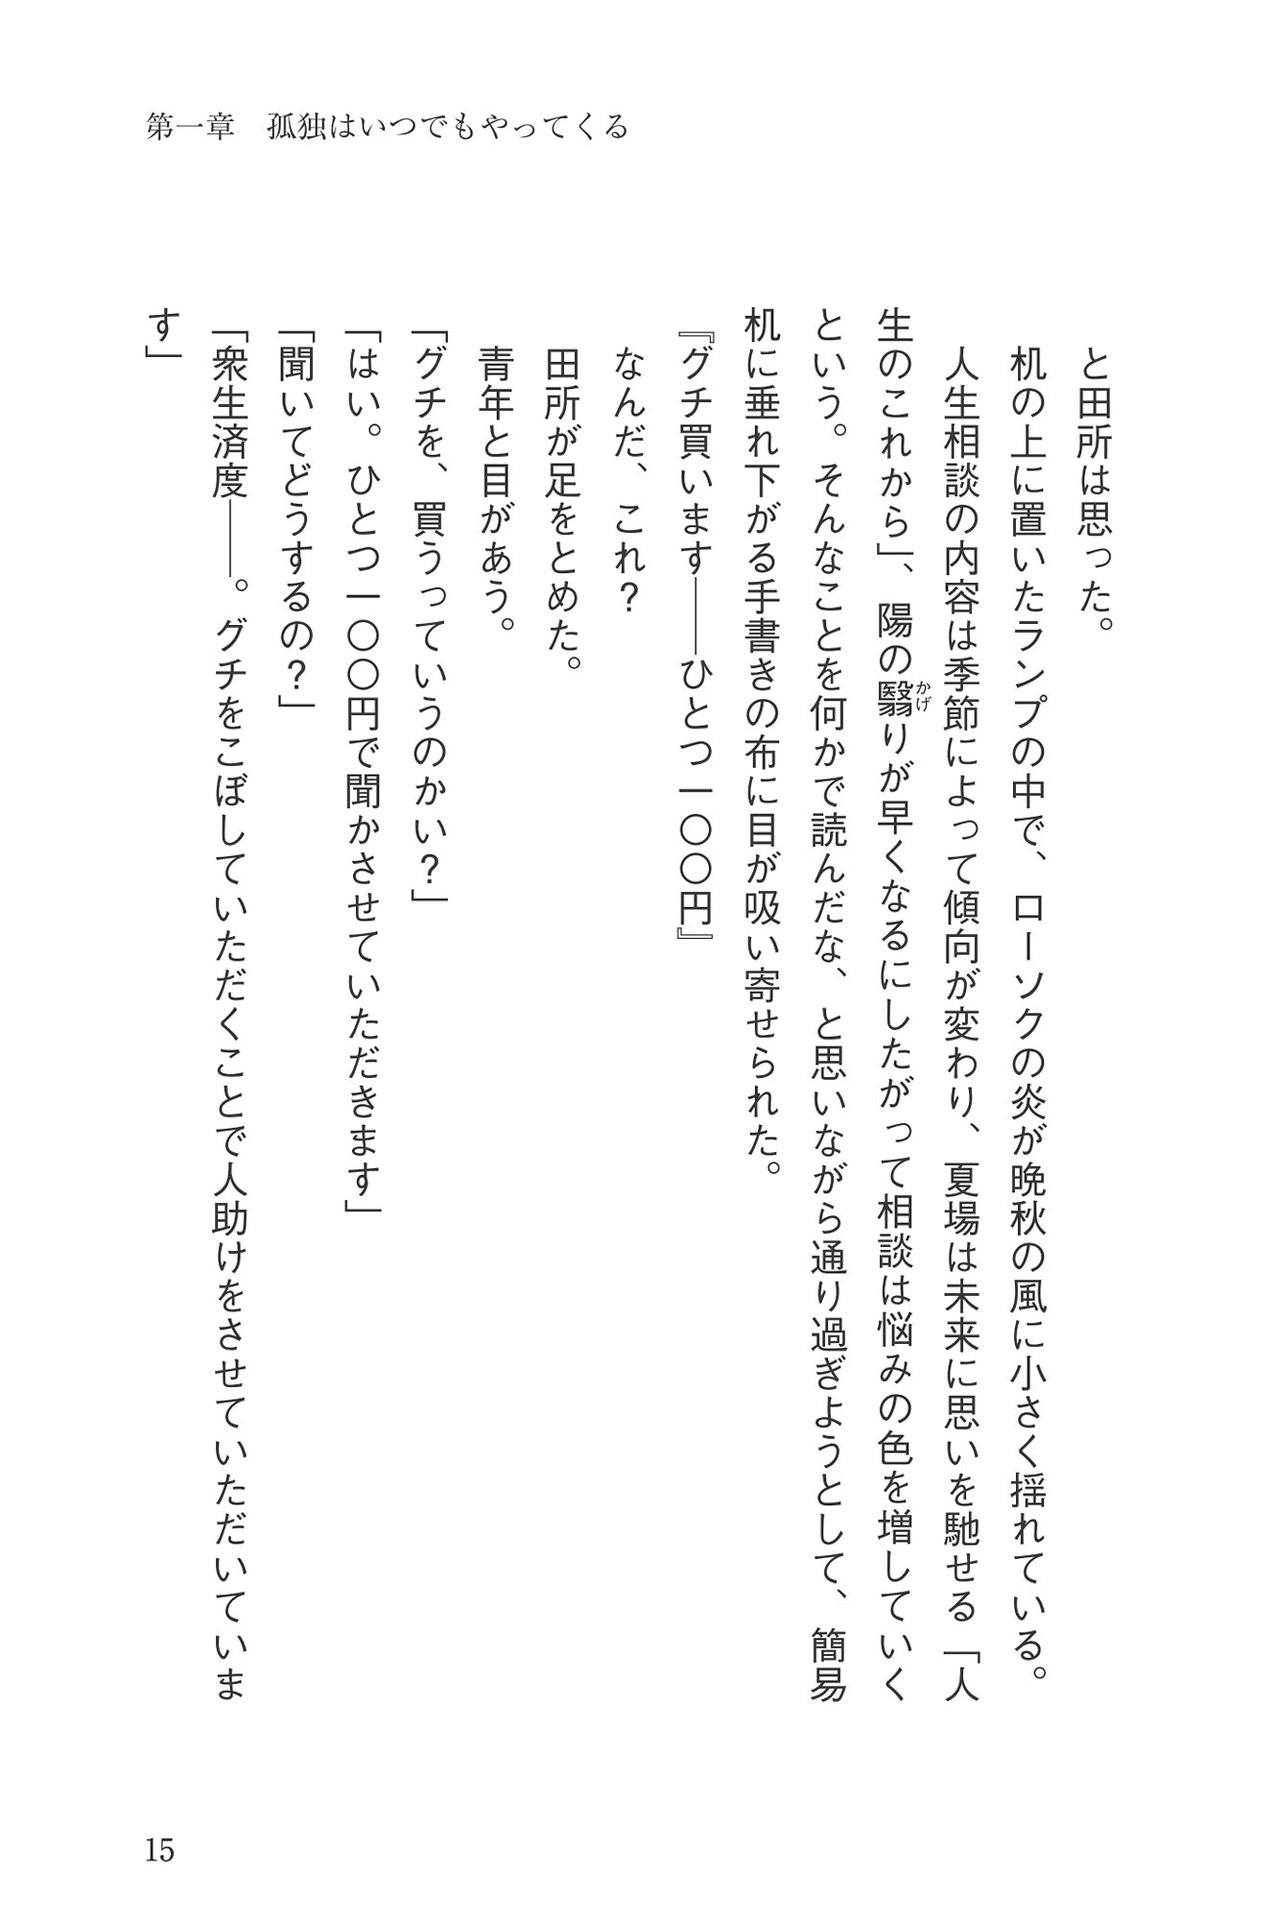 第一章　孤独はいつでもやってくる
と田所は思った。
机の上に置いたランプの中で、ローソクの炎が晩秋の風に小さく揺れている。
人生相談の内容は季節によって傾向が変わり、夏場は未来に思いを馳せる「人
生のこれから」、陽の翳りが早くなるにしたがって相談は悩みの色を増していく
かげ
という。そんなことを何かで読んだな、と思いながら通り過ぎようとして、簡易
机に垂れ下がる手書きの布に目が吸い寄せられた。
『グチ買います――ひとつ一〇〇円』
なんだ、これ？
田所が足をとめた。
青年と目があう。
「グチを、買うっていうのかい？」
「はい。ひとつ一〇〇円で聞かせていただきます」
「聞いてどうするの？」
「衆生済度――。グチをこぼしていただくことで人助けをさせていただいていま
す」
15